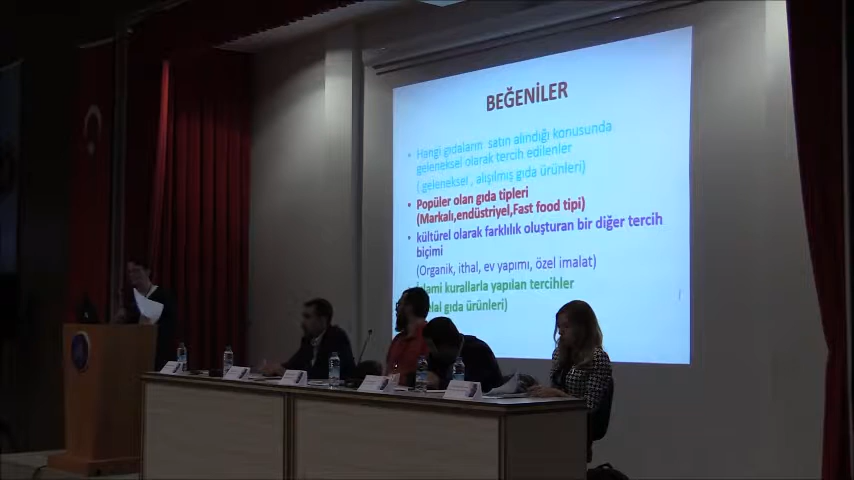 BEĞENİLER
• Hangi gıdaların satın alındığı konusunda
geleneksel olarak tercih edilenler
( geleneksel , alışılmış gıda ürünleri)
• Popüler olan gıda tipleri
(Markalı,endüstriyel,Fast food tipi)
• kültürel olarak farklılık oluşturan bir diğer tercih
biçimi
(Organik, ithal, ev yapımı, özel imalat)
kurallarla yapılan tercihler
gıda ürünleri)